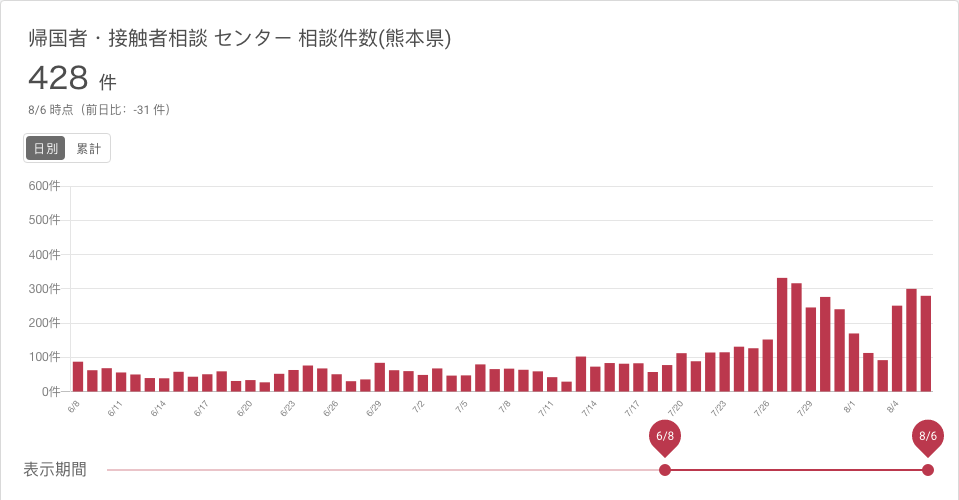 帰国者・接触者相談 センター 相談件数(熊本県)
428 件
8/6 時点（前日比：-31 件）
日別 累計
600件
500件
400件
300件
200件
100件
0件
6/8 6/11 6/14 6/17 6/20 6/23 6/26 6/29 7/2 7/5 7/8 7/11 7/14 7/17 7/20 7/23 7/26 7/29 8/1 8/4
6/8 8/6
表示期間